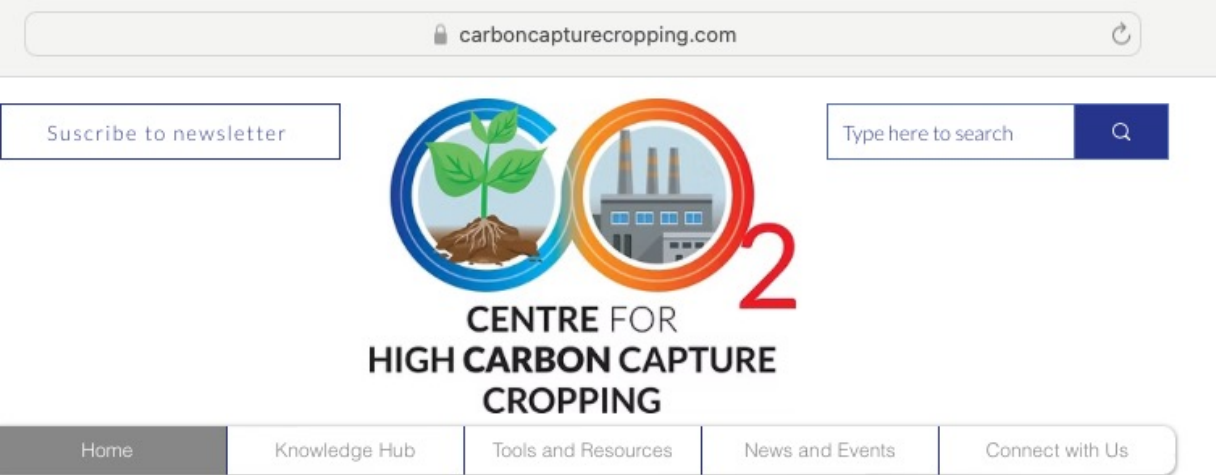 carboncapturecropping.com
Suscribe to newsletter
Type here to search
CO2
CENTRE FOR
HIGH CARBON CAPTURE
CROPPING
Home
Knowledge Hub
Tools and Resources
News and Events
Connect with Us